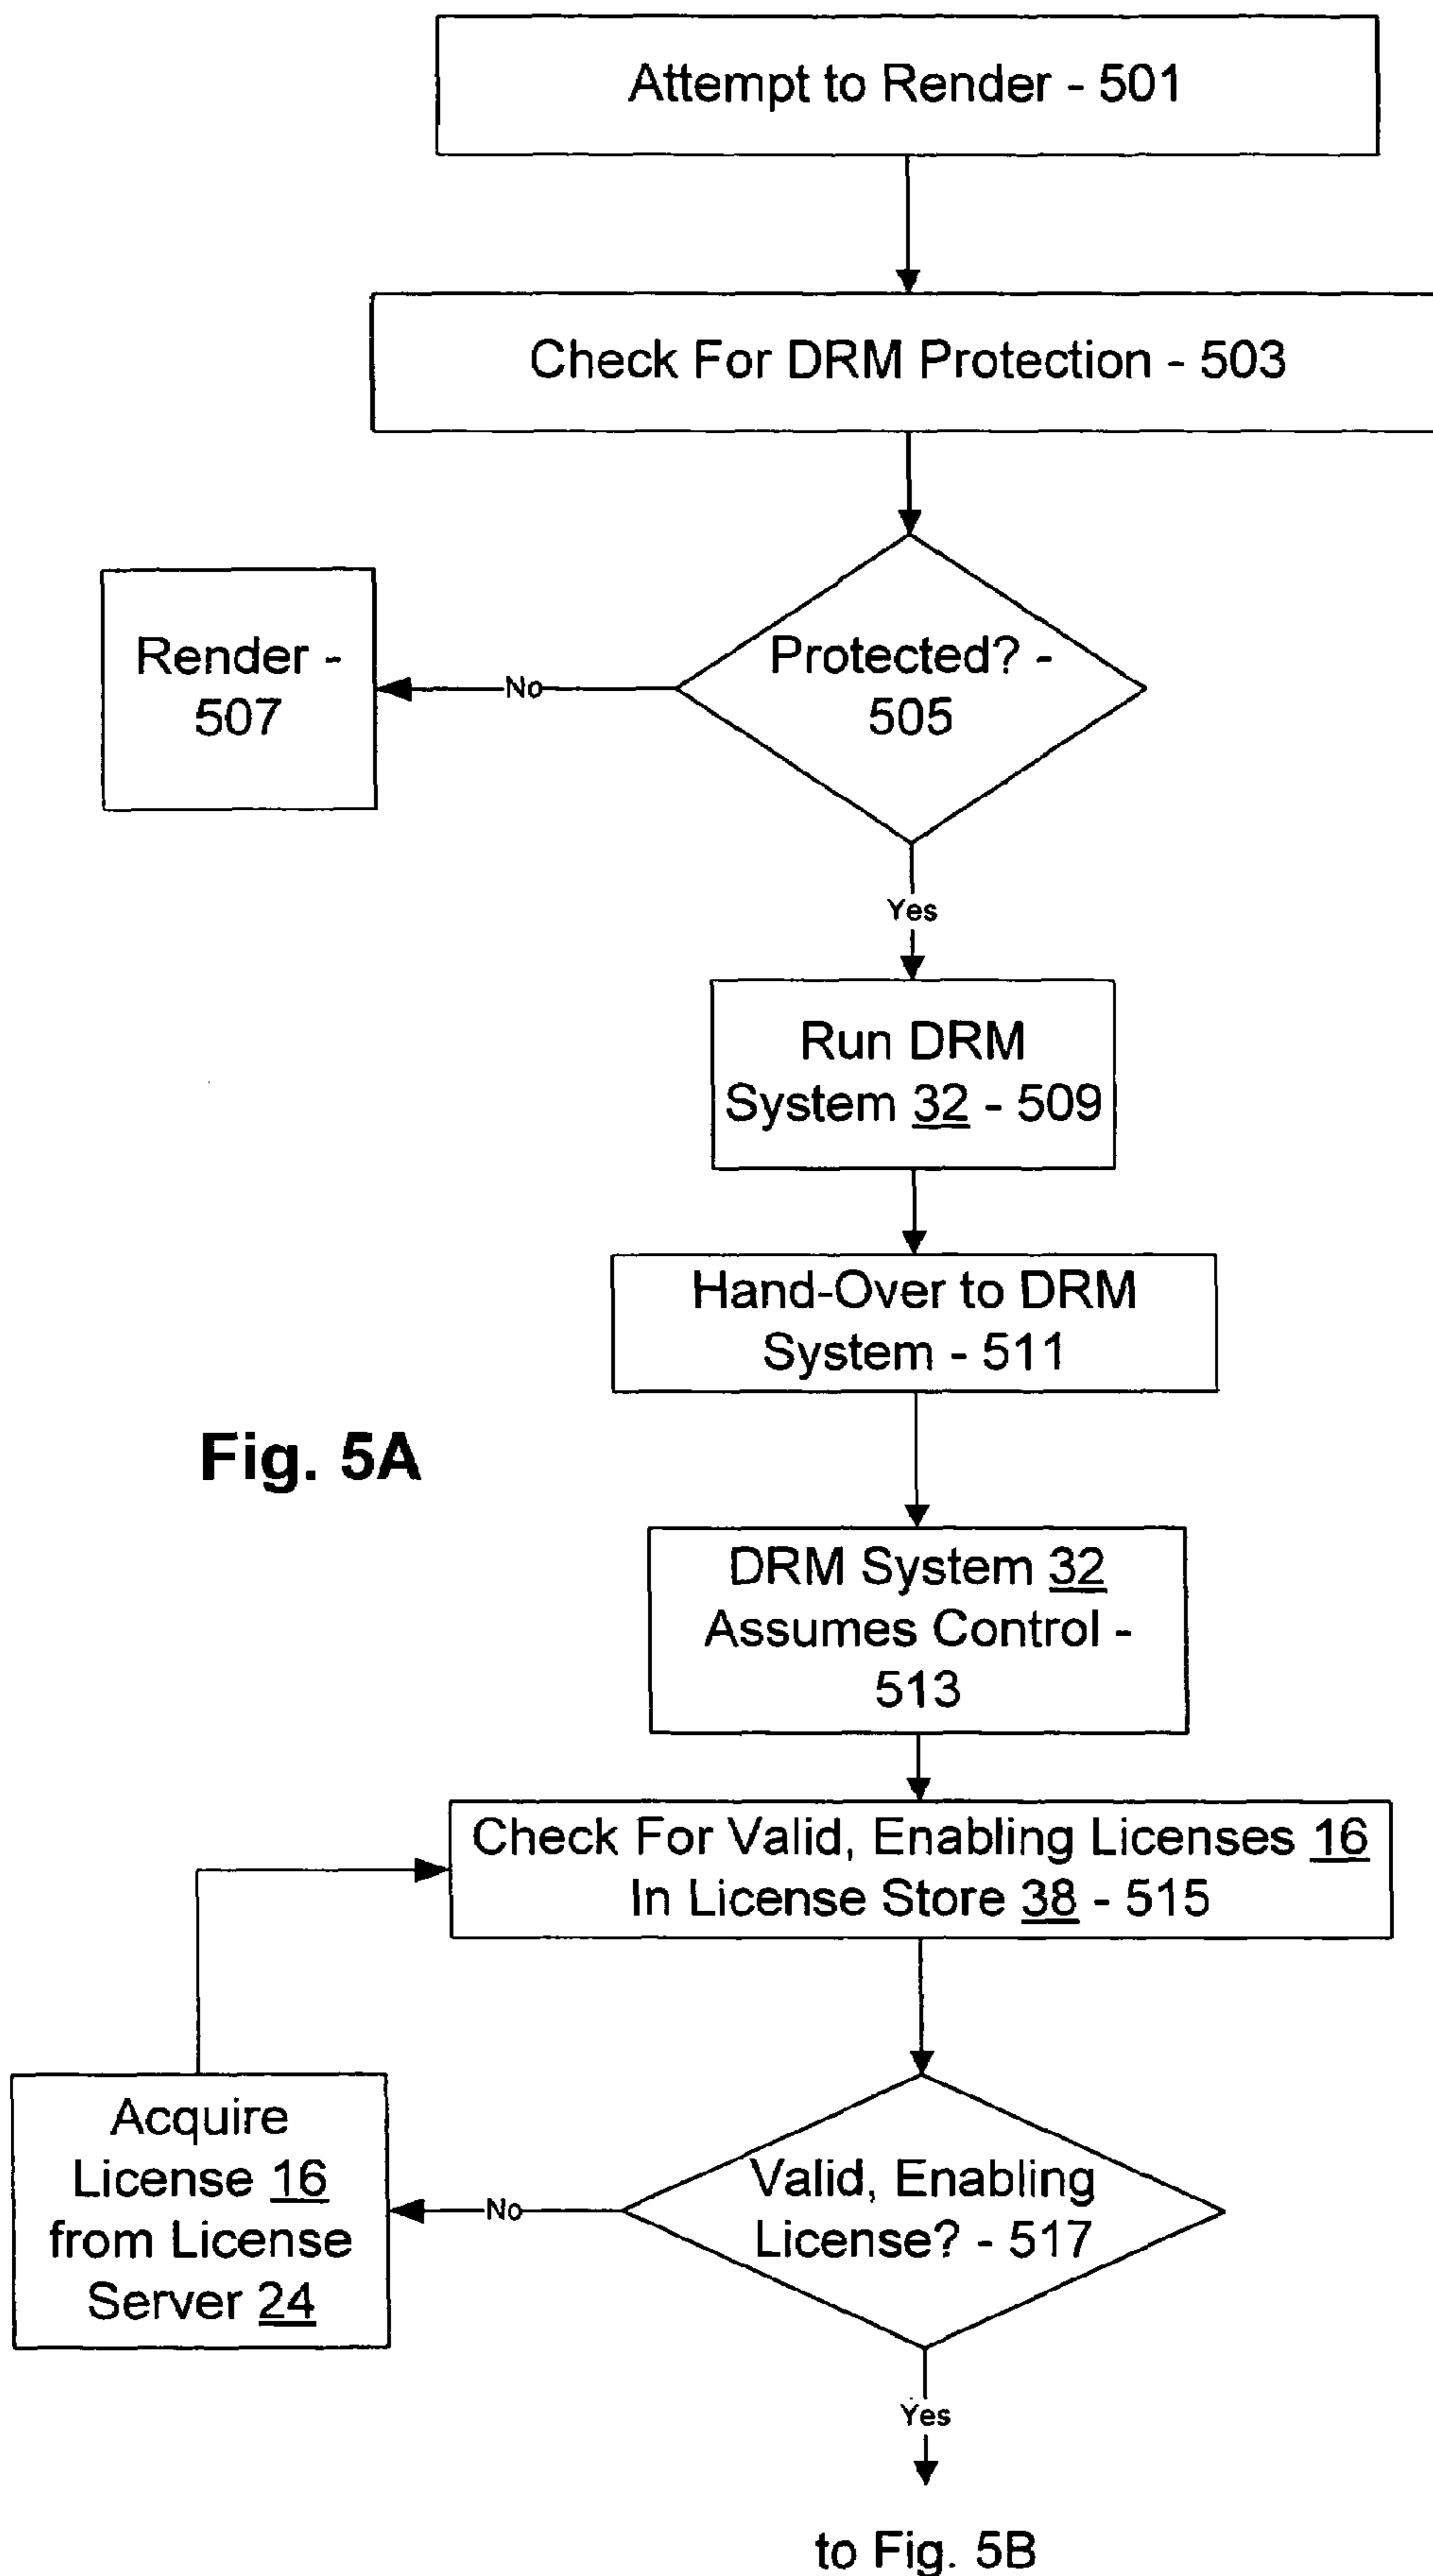 Attempt to Render - 501
Check For DRM Protection - 503
Protected? -
505
No
Render -
507
Yes
Run DRM
System 32 - 509
Hand-Over to DRM
System - 511
Fig. 5A
DRM System 32
Assumes Control -
513
Check For Valid, Enabling Licenses 16
In License Store 38 - 515
Valid, Enabling
License? - 517
No
Acquire
License 16
from License
Server 24
Yes
to Fig. 5B